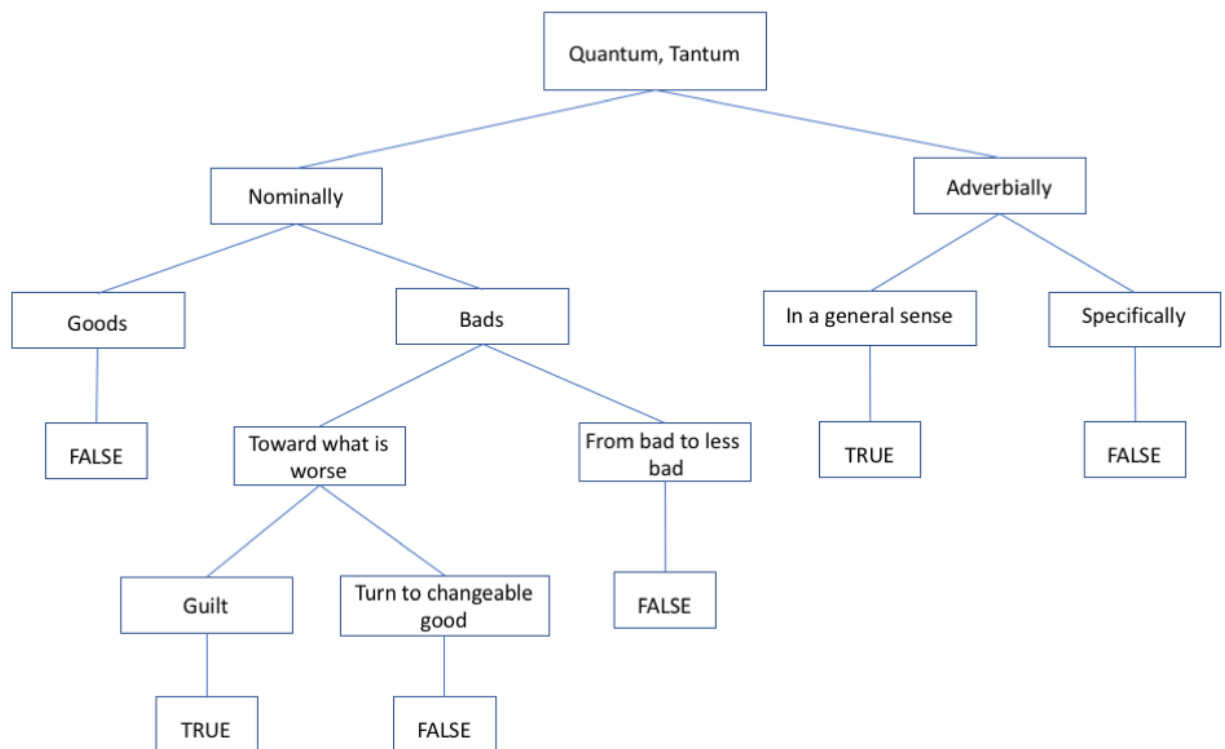 Quantum, Tantum
Nominally
Adverbially
Goods
Bads
In a general sense
Specifically
FALSE
Toward what is
worse
From bad to less
bad
TRUE
FALSE
Guilt
Turn to changeable
good
FALSE
TRUE
FALSE